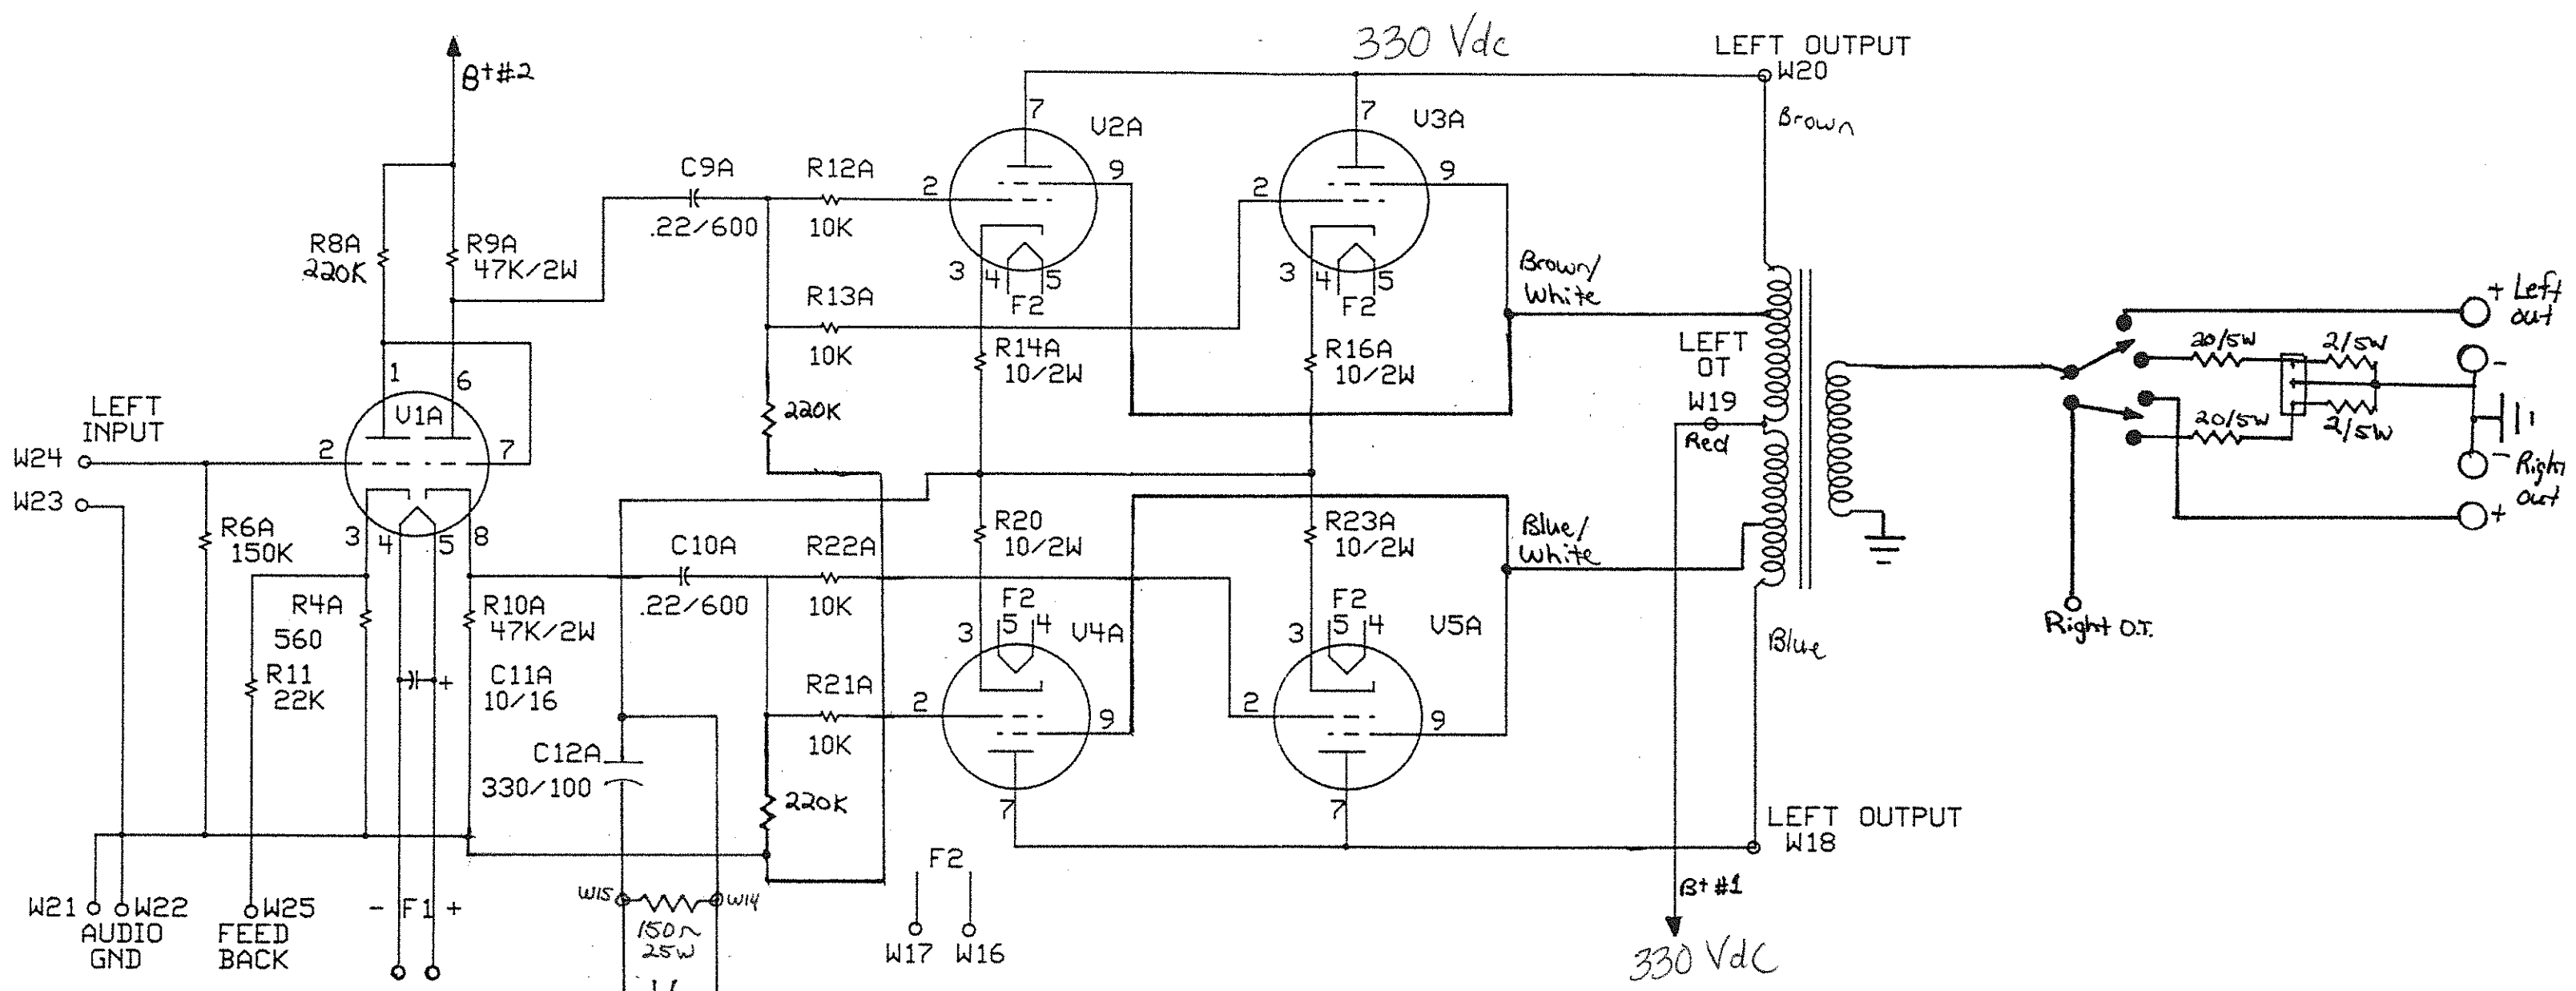 330 Vdc
LEFT OUTPUT
W20
B+#2
7
7
V2A
V3A
Brown
C9A
R12A
2
9
2
9
.22/600
10K
R8A
220K
R9A
47K/2W
3
4
5
F2
3
4
5
F2
R13A
10K
Brown/
White
+ Left
out
R14A
10/2W
R16A
10/2W
LEFT
OT
20/5W
2/5W
-
1
6
LEFT
INPUT
V1A
220K
W19
Red
20/5W
2/5W
W24
2
7
- Right
out
W23
+
R6A
150K
3
4
5
8
C10A
R22A
R20
10/2W
R23A
10/2W
Blue/
White
.22/600
10K
F2
5 4
F2
5 4
R4A
560
R10A
47K/2W
3
V4A
3
V5A
Right O.T.
Blue
R11
22K
+
C11A
10/16
R21A
2
9
2
9
10K
C12A
330/100
220K
7
7
LEFT OUTPUT
W18
F2
W15
W14
B+ #1
W21
W22
W25
- F1 +
AUDIO
GND
FEED
BACK
150Ω
25W
W17
W16
330 VdC